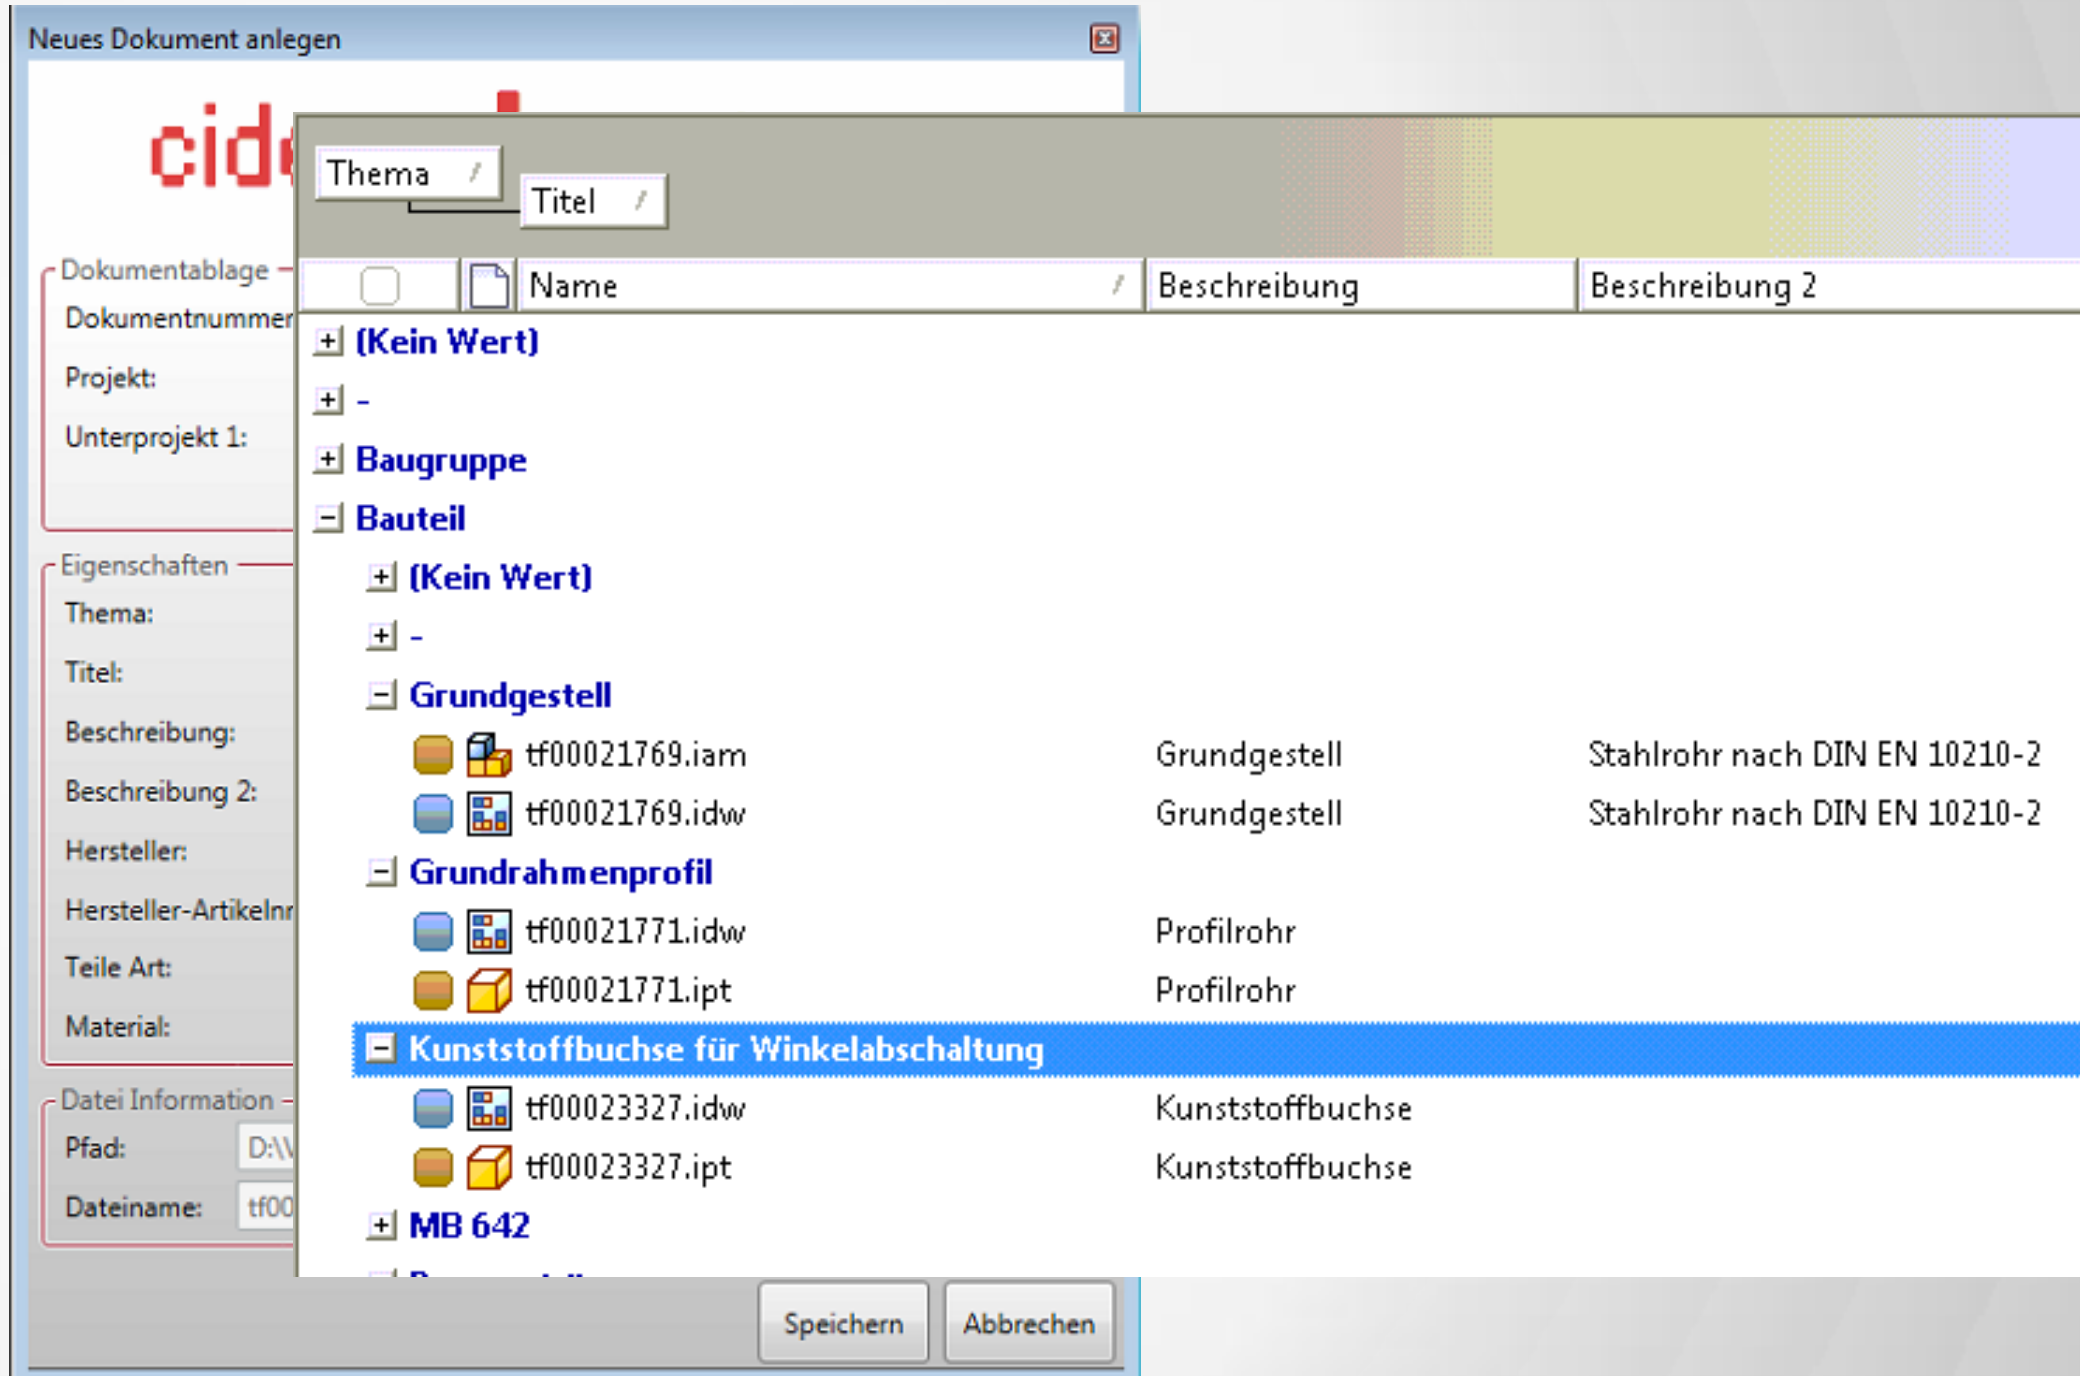 Neues Dokument anlegen
Thema
Titel
Name
Beschreibung
Beschreibung 2
Dokumentablage
Dokumentnummer
Projekt:
Unterprojekt 1:
Eigenschaften
Thema:
Titel:
Beschreibung:
Beschreibung 2:
Hersteller:
Hersteller-Artikelnr
Teile Art:
Material:
Datei Information
Pfad: D:\V
Dateiname: tf00
(Kein Wert)
-
Baugruppe
Bauteil
(Kein Wert)
-
Grundgestell
tf00021769.iam Grundgestell Stahlrohr nach DIN EN 10210-2
tf00021769.idw Grundgestell Stahlrohr nach DIN EN 10210-2
Grundrahmenprofil
tf00021771.idw Profilrohr
tf00021771.ipt Profilrohr
Kunststoffbuchse für Winkelabschaltung
tf00023327.idw Kunststoffbuchse
tf00023327.ipt Kunststoffbuchse
MB 642
Speichern
Abbrechen